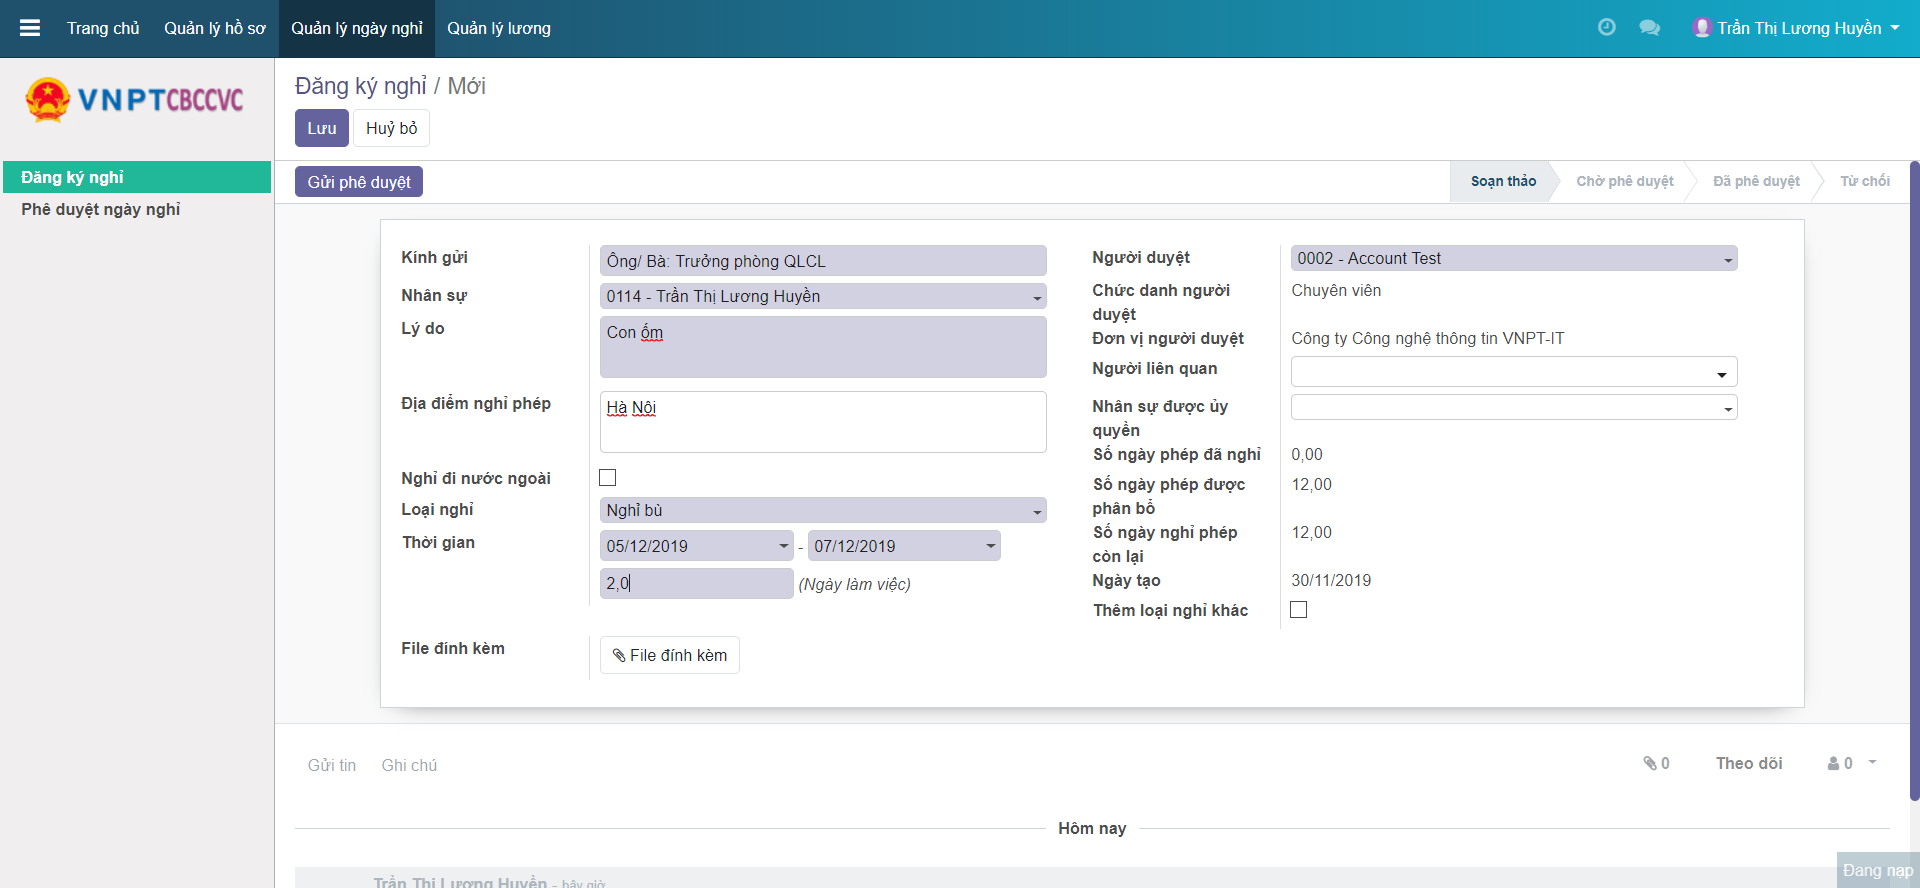 Trang chủ Quản lý hồ sơ Quản lý ngày nghỉ Quản lý lương Trần Thị Lương Huyền
VNPTCBCCVC
Đăng ký nghỉ
Phê duyệt ngày nghỉ
Đăng ký nghỉ / Mới
Lưu Huỷ bỏ
Gửi phê duyệt
Soạn thảo Chờ phê duyệt Đã phê duyệt Từ chối
Kính gửi Ông/ Bà: Trưởng phòng QLCL
Nhân sự 0114 - Trần Thị Lương Huyền
Lý do Con ốm
Địa điểm nghỉ phép Hà Nôi
Nghỉ đi nước ngoài
Loại nghỉ Nghỉ bù
Thời gian 05/12/2019 - 07/12/2019
2,0 (Ngày làm việc)
File đính kèm File đính kèm
Người duyệt 0002 - Account Test
Chức danh người duyệt Chuyên viên
Đơn vị người duyệt Công ty Công nghệ thông tin VNPT-IT
Người liên quan
Nhân sự được ủy quyền
Số ngày phép đã nghỉ 0,00
Số ngày phép được phân bổ 12,00
Số ngày nghỉ phép còn lại 12,00
Ngày tạo 30/11/2019
Thêm loại nghỉ khác
Gửi tin Ghi chú 0 Theo dõi 0
Hôm nay
Trần Thị Lương Huyền - bây giờ
Đang nạp